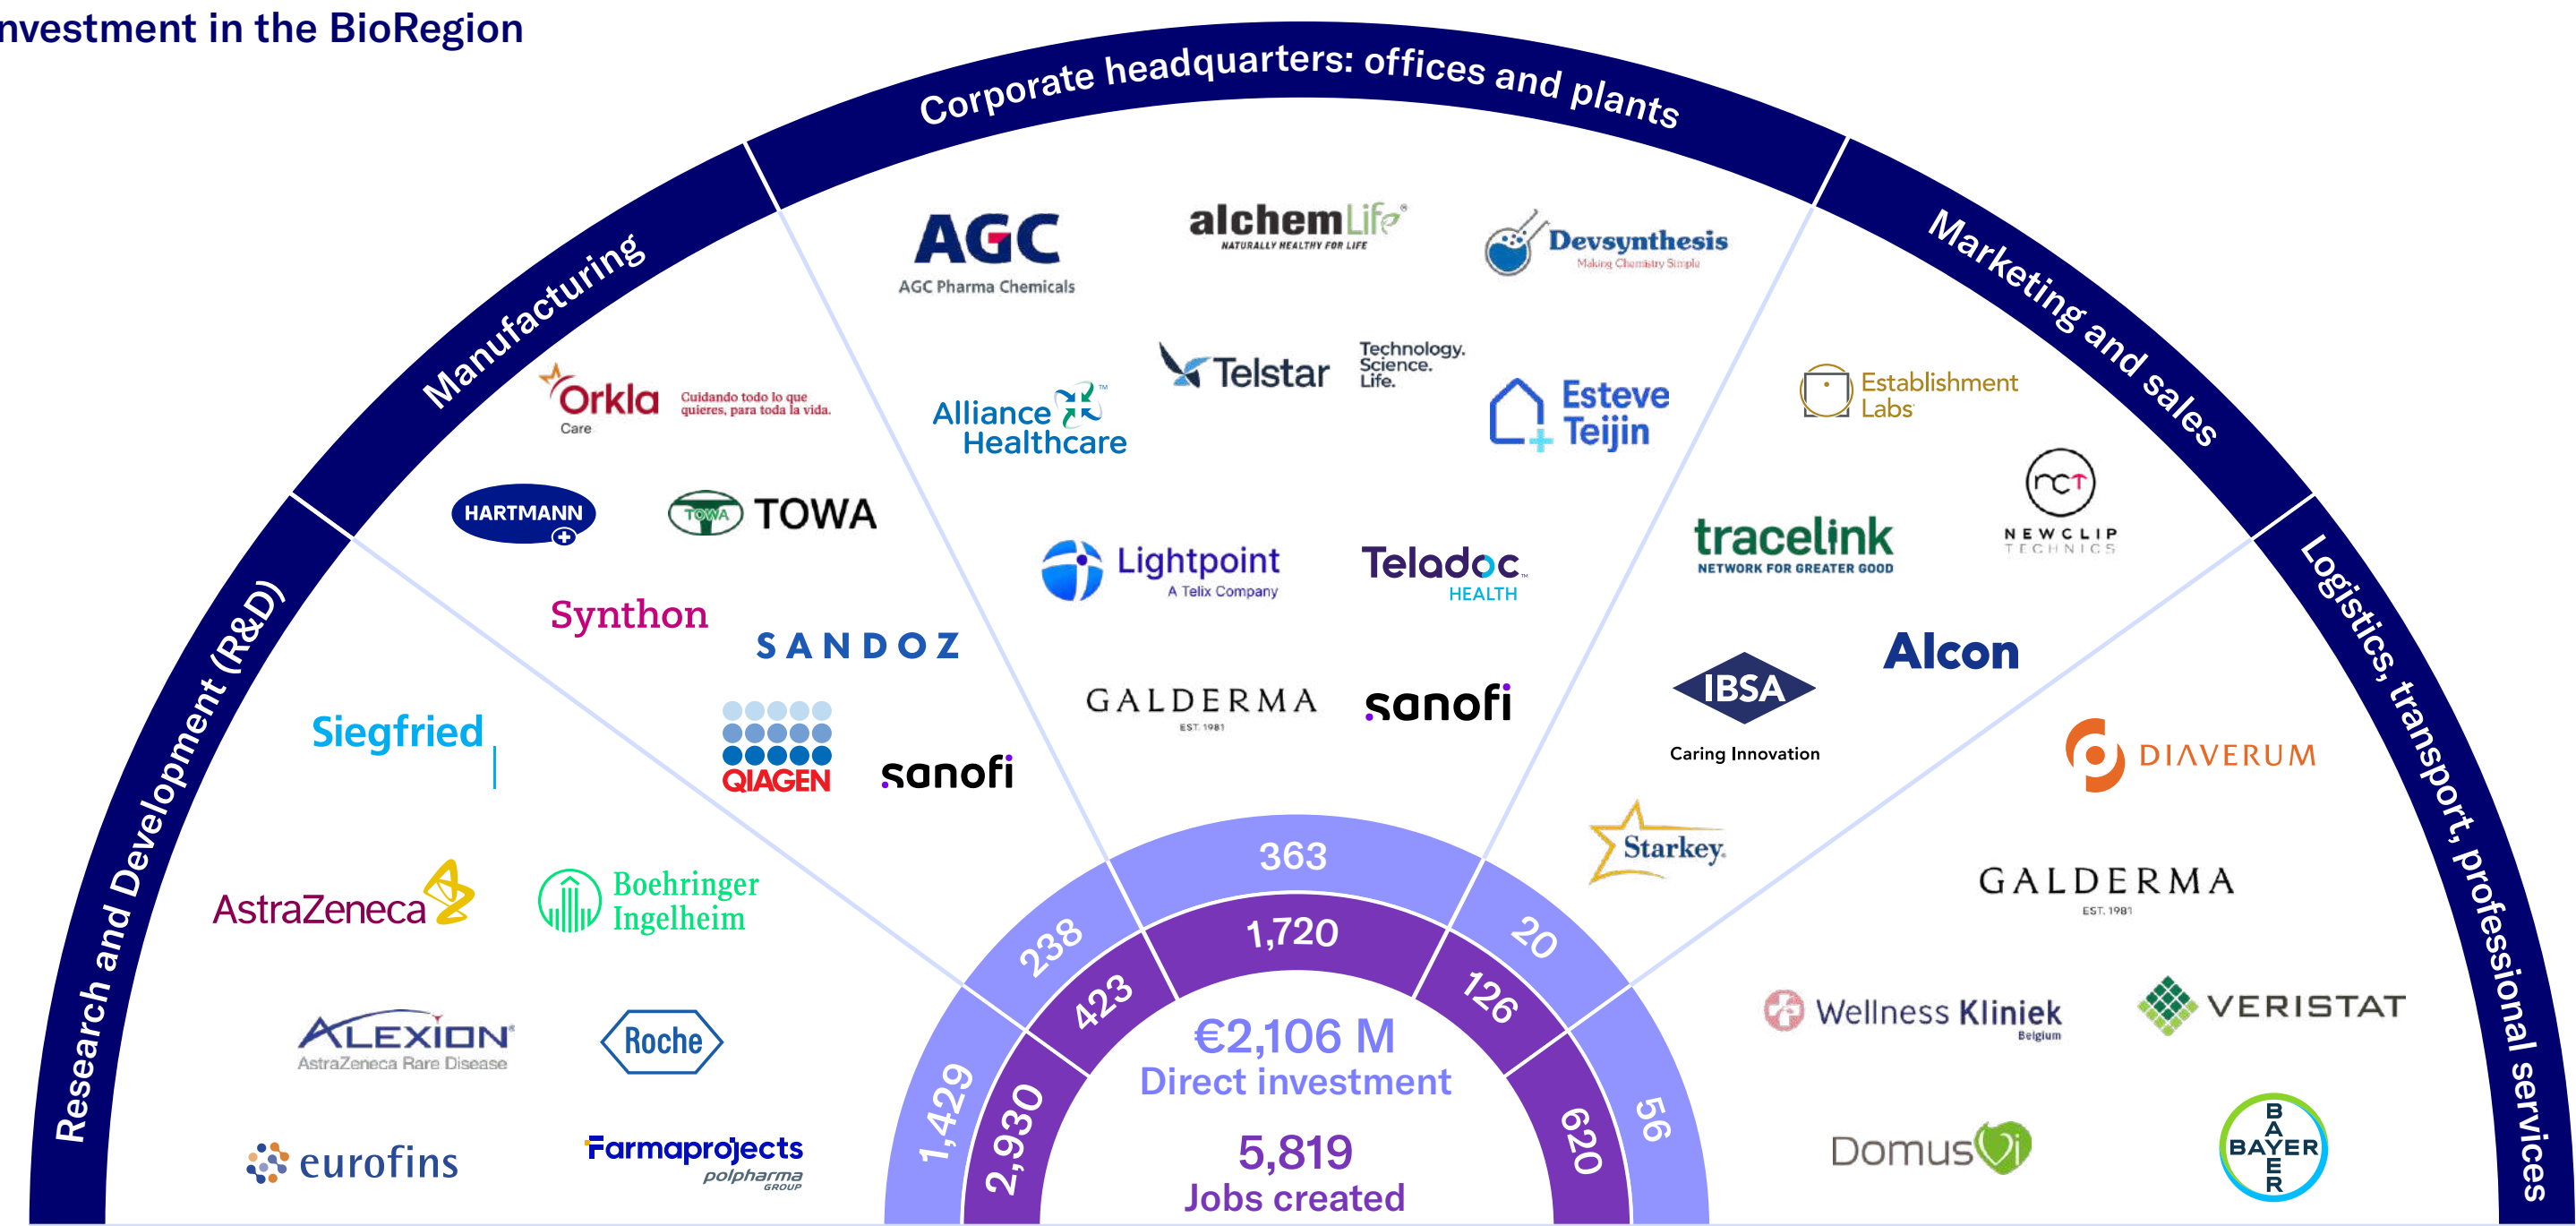 nvestment in the BioRegion
Research and Development (R&D)
Siegfried
AstraZeneca
Boehringer
Ingelheim
ALEXION®
AstraZeneca Rare Disease
Roche
eurofins
Farmaprojects
polpharma
GROUP
1,429
2,930
Manufacturing
Orkla
Care
Cuidando todo lo que
quieres, para toda la vida.
HARTMANN
TOWA TOWA
Synthon
SANDOZ
QIAGEN
sanofi
238
423
Corporate headquarters: offices and plants
AGC
AGC Pharma Chemicals
alchemLife®
NATURALLY HEALTHY FOR LIFE
Devsynthesis
Making Chemistry Simple
Alliance
Healthcare
™
Telstar
Technology.
Science.
Life.
Esteve
Teijin
Lightpoint
A Telix Company
Teladoc™
HEALTH
GALDERMA
EST. 1981
sanofi
363
1,720
Marketing and sales
Establishment
Labs
nct
NEWCLIP
TECHNICS
tracelink
NETWORK FOR GREATER GOOD
IBSA
Caring Innovation
Alcon
Starkey®
20
126
Logistics, transport, professional services
DIAVERUM
GALDERMA
EST. 1981
Wellness Kliniek
Belgium
VERISTAT
DomusVi
BAYER
BAYER
56
620
€2,106 M
Direct investment
5,819
Jobs created